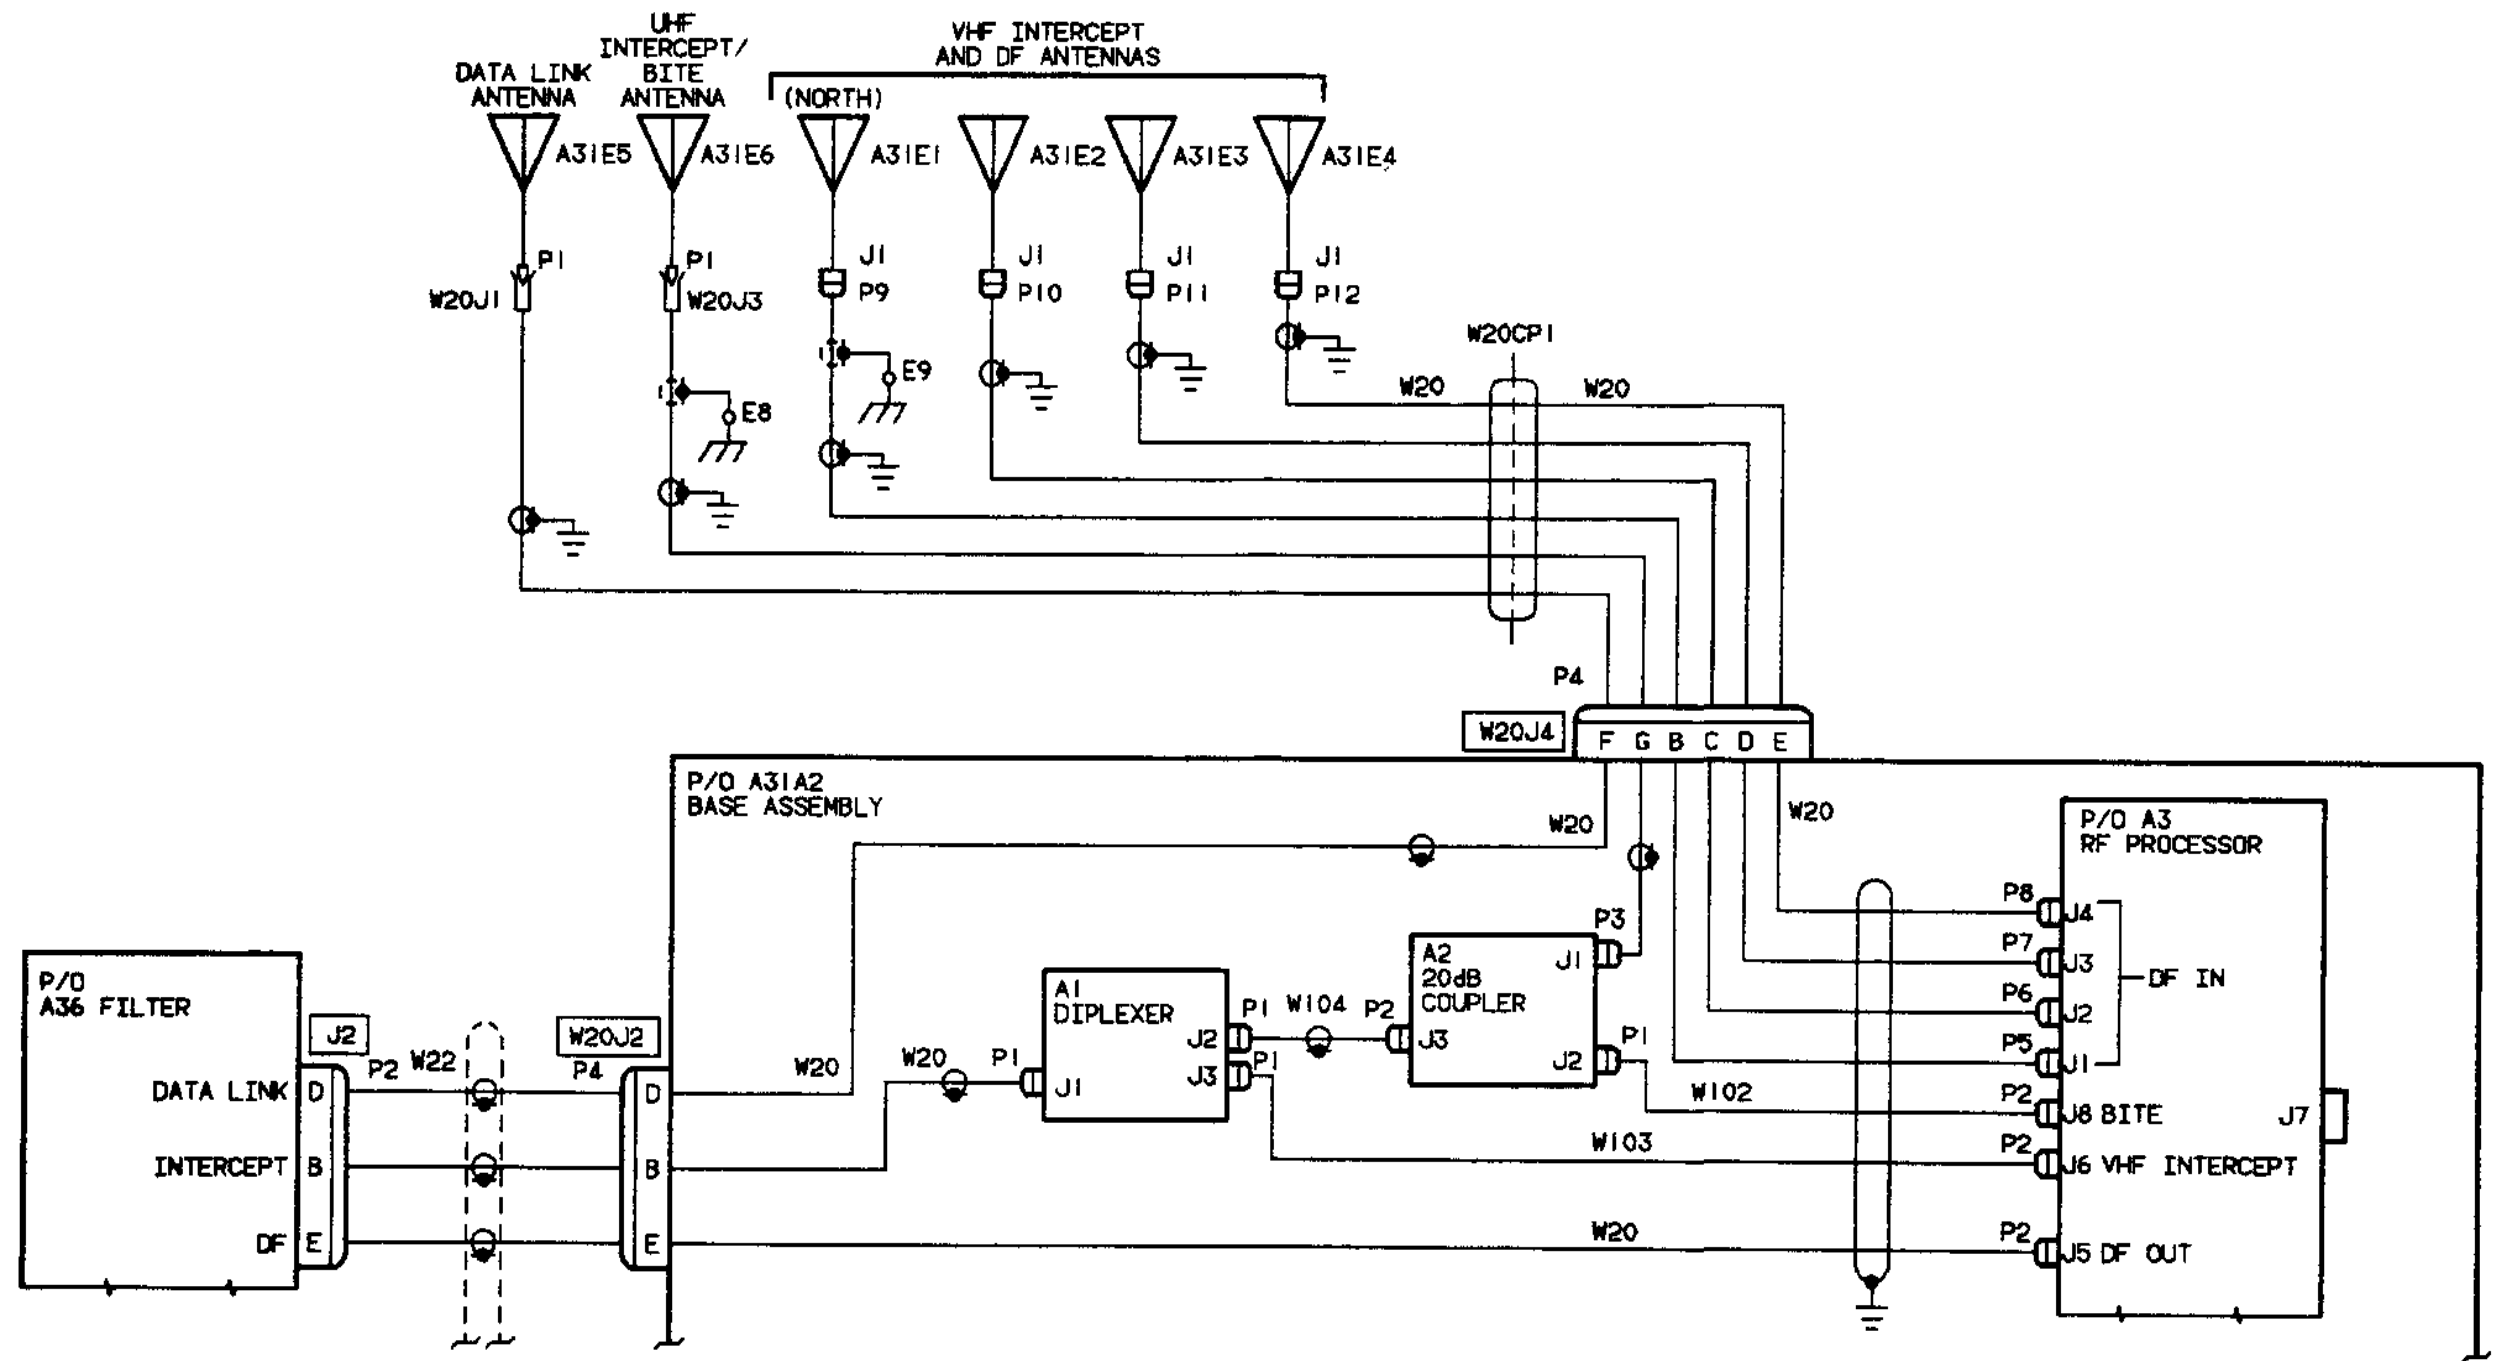 UHF
INTERCEPT/
BITE
ANTENNA
DATA LINK
ANTENNA
VHF INTERCEPT
AND DF ANTENNAS
(NORTH)
A31E5
A31E6
A31E1
A31E2
A31E3
A31E4
P1
W20J1
P1
W20J3
J1
P9
J1
P10
J1
P11
J1
P12
E8
E9
W20CP1
W20
W20
P4
W20J4
F G B C D E
P/O A31A2
BASE ASSEMBLY
W20
W20
P/O A3
RF PROCESSOR
P8
J4
P7
J3
DF IN
P6
J2
P5
J1
P2
J8 BITE
J7
P2
J6 VHF INTERCEPT
P2
J5 DF OUT
P3
A2
20dB
COUPLER
J1
J3
J2
P1
W102
W103
W20
A1
DIPLEXER
J2
J3
J1
P1
W104
P2
P1
P1
W20
W20
P/O
A36 FILTER
J2
P2
W22
W20J2
P4
DATA LINK D
D
INTERCEPT B
B
DF E
E